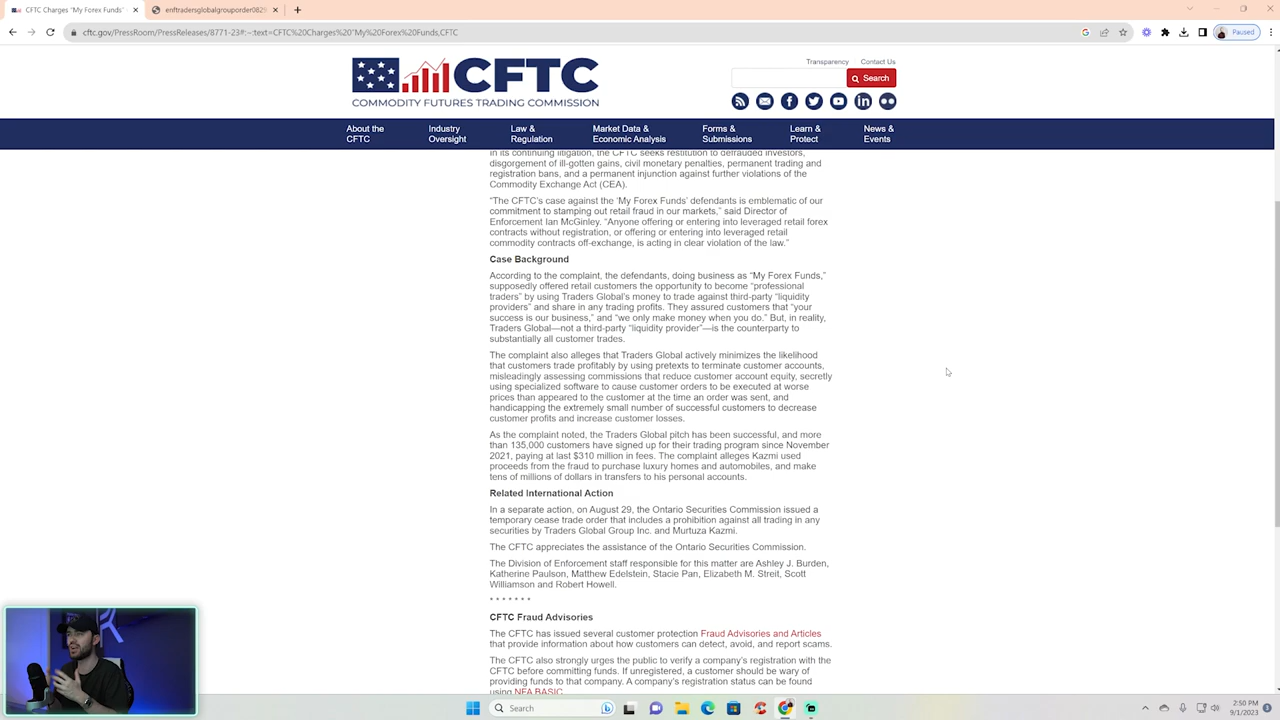 CFTC Charges "My Forex Funds"
enftradersglobalgrouporder0829
cftc.gov/PressRoom/PressReleases/8771-23#:~:text=CFTC%20Charges%20"My%20Forex%20Funds,CFTC
Paused
CFTC
COMMODITY FUTURES TRADING COMMISSION
Transparency
Contact Us
Search
About the
CFTC
Industry
Oversight
Law &
Regulation
Market Data &
Economic Analysis
Forms &
Submissions
Learn &
Protect
News &
Events
In its continuing litigation, the CFTC seeks restitution to defrauded investors,
disgorgement of ill-gotten gains, civil monetary penalties, permanent trading and
registration bans, and a permanent injunction against further violations of the
Commodity Exchange Act (CEA).
“The CFTC’s case against the ‘My Forex Funds’ defendants is emblematic of our
commitment to stamping out retail fraud in our markets,” said Director of
Enforcement Ian McGinley. “Anyone offering or entering into leveraged retail forex
contracts without registration, or offering or entering into leveraged retail
commodity contracts off-exchange, is acting in clear violation of the law.”
Case Background
According to the complaint, the defendants, doing business as “My Forex Funds,”
supposedly offered retail customers the opportunity to become “professional
traders” by using Traders Global’s money to trade against third-party “liquidity
providers” and share in any trading profits. They assured customers that “your
success is our business,” and “we only make money when you do.” But, in reality,
Traders Global—not a third-party “liquidity provider”—is the counterparty to
substantially all customer trades.
The complaint also alleges that Traders Global actively minimizes the likelihood
that customers trade profitably by using pretexts to terminate customer accounts,
misleadingly assessing commissions that reduce customer account equity, secretly
using specialized software to cause customer orders to be executed at worse
prices than appeared to the customer at the time an order was sent, and
handicapping the extremely small number of successful customers to decrease
customer profits and increase customer losses.
As the complaint noted, the Traders Global pitch has been successful, and more
than 135,000 customers have signed up for their trading program since November
2021, paying at last $310 million in fees. The complaint alleges Kazmi used
proceeds from the fraud to purchase luxury homes and automobiles, and make
tens of millions of dollars in transfers to his personal accounts.
Related International Action
In a separate action, on August 29, the Ontario Securities Commission issued a
temporary cease trade order that includes a prohibition against all trading in any
securities by Traders Global Group Inc. and Murtuza Kazmi.
The CFTC appreciates the assistance of the Ontario Securities Commission.
The Division of Enforcement staff responsible for this matter are Ashley J. Burden,
Katherine Paulson, Matthew Edelstein, Stacie Pan, Elizabeth M. Streit, Scott
Williamson and Robert Howell.
* * * * * * *
CFTC Fraud Advisories
The CFTC has issued several customer protection Fraud Advisories and Articles
that provide information about how customers can detect, avoid, and report scams.
The CFTC also strongly urges the public to verify a company’s registration with the
CFTC before committing funds. If unregistered, a customer should be wary of
providing funds to that company. A company’s registration status can be found
using NFA BASIC.
Search
2:50 PM
9/1/2023